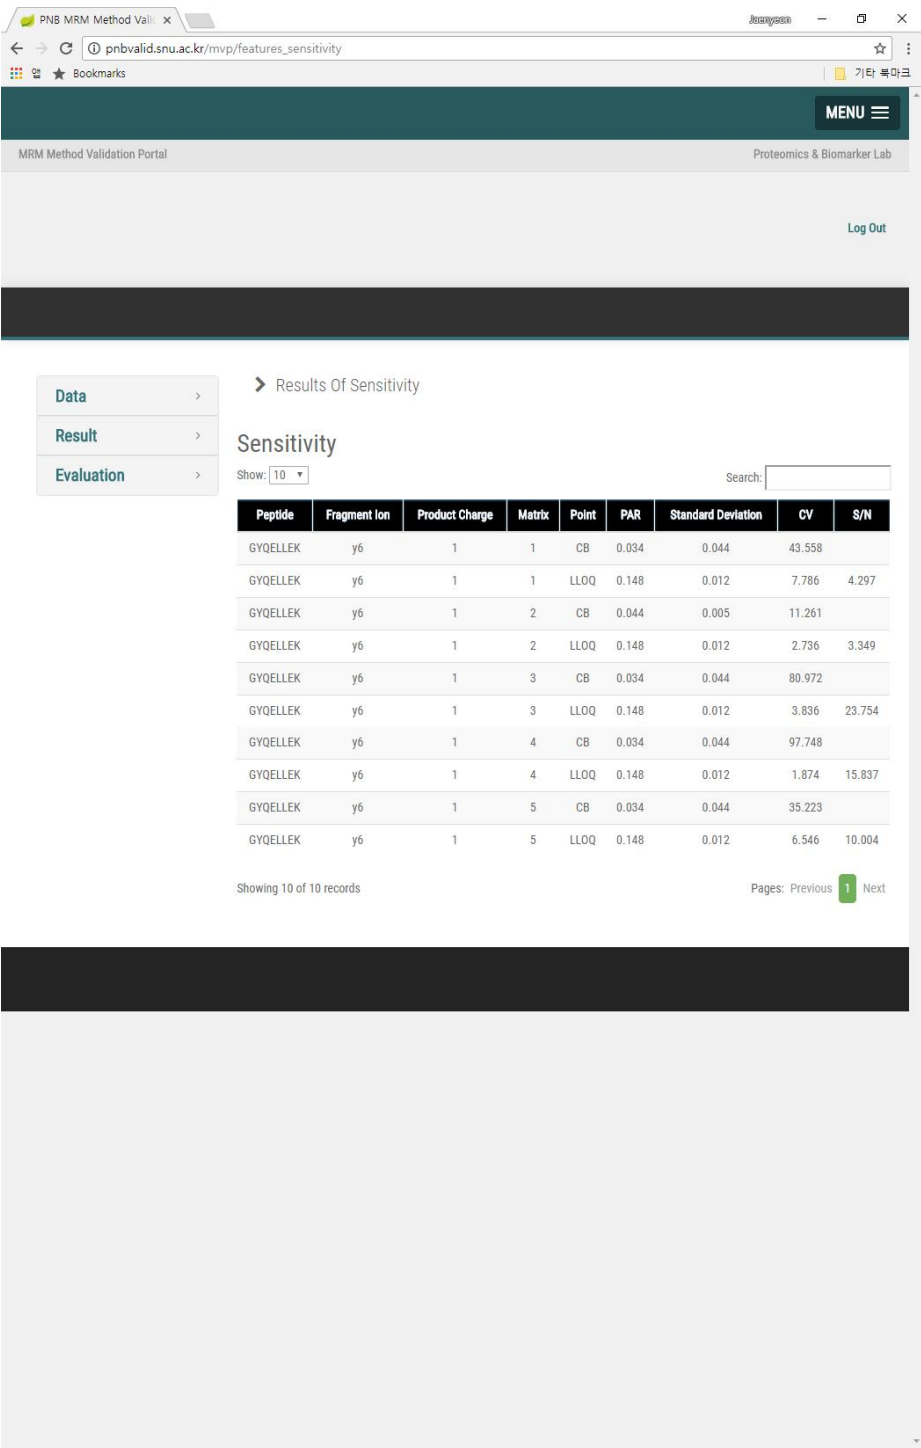 PNB MRM Method Valic
Jaenyeon
pnbvalid.snu.ac.kr/mvp/features_sensitivity
앱 Bookmarks 기타 북마크
MENU
MRM Method Validation Portal Proteomics & Biomarker Lab
Log Out
Data
Result
Evaluation
Results Of Sensitivity
Sensitivity
Show: 10 Search:
Peptide Fragment Ion Product Charge Matrix Point PAR Standard Deviation CV S/N
GYQELLEK y6 1 1 CB 0.034 0.044 43.558
GYQELLEK y6 1 1 LLOQ 0.148 0.012 7.786 4.297
GYQELLEK y6 1 2 CB 0.044 0.005 11.261
GYQELLEK y6 1 2 LLOQ 0.148 0.012 2.736 3.349
GYQELLEK y6 1 3 CB 0.034 0.044 80.972
GYQELLEK y6 1 3 LLOQ 0.148 0.012 3.836 23.754
GYQELLEK y6 1 4 CB 0.034 0.044 97.748
GYQELLEK y6 1 4 LLOQ 0.148 0.012 1.874 15.837
GYQELLEK y6 1 5 CB 0.034 0.044 35.223
GYQELLEK y6 1 5 LLOQ 0.148 0.012 6.546 10.004
Showing 10 of 10 records Pages: Previous 1 Next